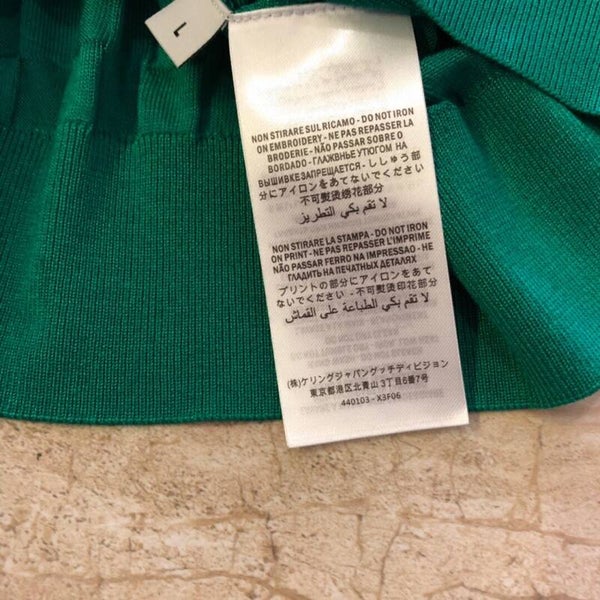 L
NON STIRARE SUL RICAMO - DO NOT IRON
ON EMBROIDERY - NE PAS REPASSER LA
BRODERIE - NÃO PASSAR SOBRE O
BORDADO - ГЛАЖВНЬЕ УТЮГОМ НА
ВЫШИВКЕ ЗАПРЕЩАЕТСЯ - ししゅう部
分にアイロンをあてないでください
不可熨烫绣花部分
لا تقم بكي التطريز
NON STIRARE LA STAMPA - DO NOT IRON
ON PRINT - NE PAS REPASSER L'IMPRIME
NÃO PASSAR FERRO NA IMPRESSAO - НЕ
ГЛАДИТЬ НА ПЕЧАТНЫХ ДЕТАЛЯХ
プリントの部分にアイロンをあて
ないでください - 不可熨烫印花部分
لا تقم بكي الطباعة على القماش
(株)ケリングジャパングッチディビジョン
東京都港区北青山3丁目6番7号
440103 - X3F06